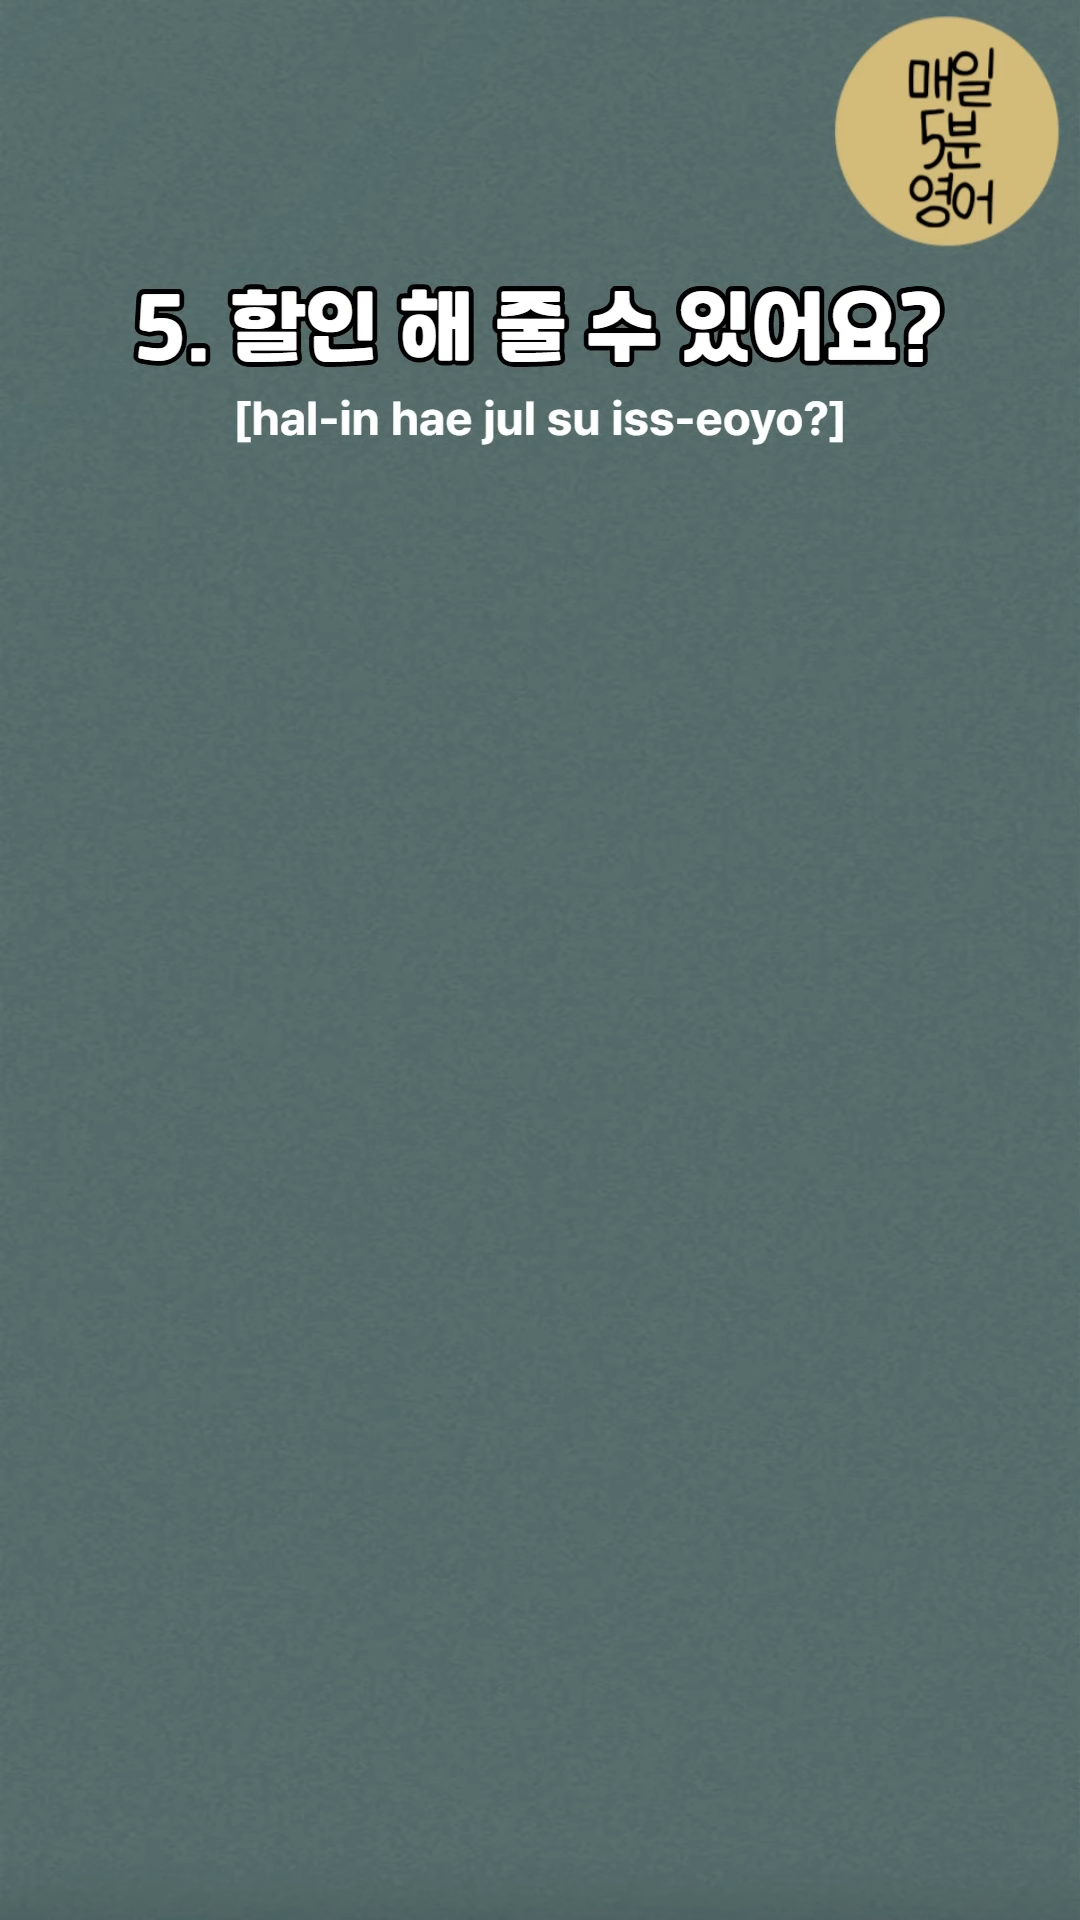 매일
5분
영어
5. 할인 해 줄 수 있어요?
[hal-in hae jul su iss-eoyo?]